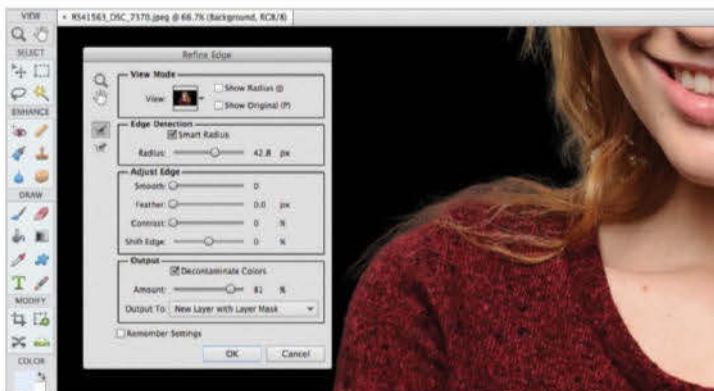 VIEW
× RS41563_DSC_7370.jpeg @ 66.7% (Background, RGB/8)
SELECT
ENHANCE
DRAW
T
MODIFY
COLOR
Refine Edge
View Mode
View:
Show Radius (J)
Show Original (P)
Edge Detection
Smart Radius
Radius: 42.8 px
Adjust Edge
Smooth: 0
Feather: 0.0 px
Contrast: 0 %
Shift Edge: 0 %
Output
Decontaminate Colors
Amount: 81 %
Output To: New Layer with Layer Mask
Remember Settings
OK Cancel